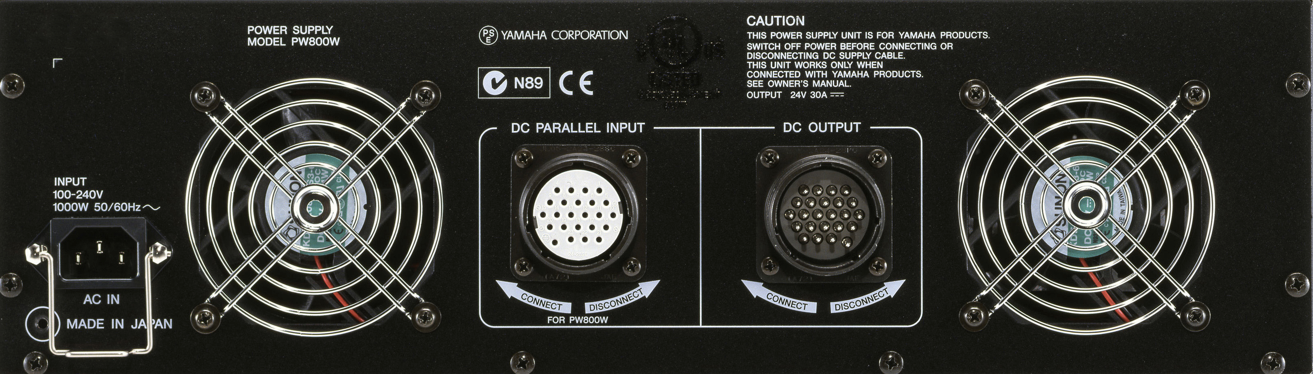 POWER SUPPLY
MODEL PW800W
PS
E
YAMAHA CORPORATION
N89
CE
CAUTION
THIS POWER SUPPLY UNIT IS FOR YAMAHA PRODUCTS.
SWITCH OFF POWER BEFORE CONNECTING OR
DISCONNECTING DC SUPPLY CABLE.
THIS UNIT WORKS ONLY WHEN
CONNECTED WITH YAMAHA PRODUCTS.
SEE OWNER'S MANUAL.
OUTPUT 24V 30A
DC PARALLEL INPUT
DC OUTPUT
INPUT
100-240V
1000W 50/60Hz
AC IN
MADE IN JAPAN
CONNECT
DISCONNECT
FOR PW800W
CONNECT
DISCONNECT